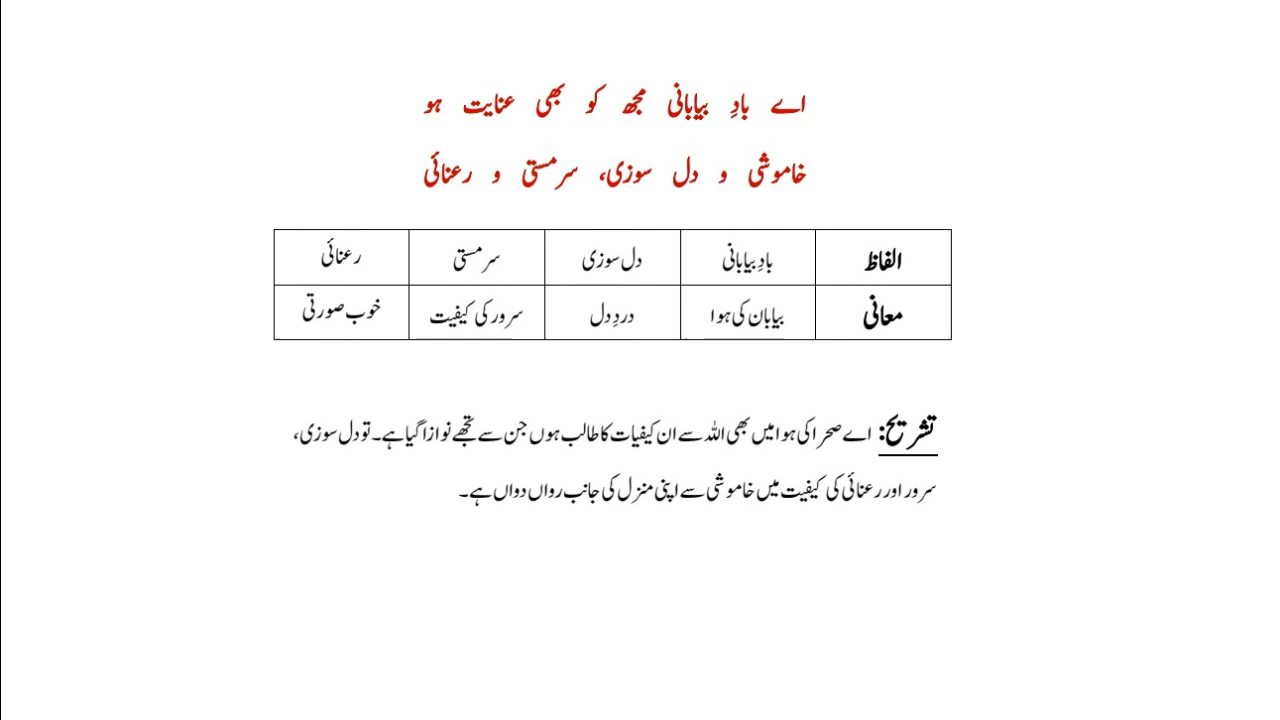 اے بادِ بیابانی مجھ کو بھی عنایت ہو
خاموشی و دل سوزی، سرمستی و رعنائی
الفاظ بادِ بیابانی دل سوزی سرمستی رعنائی
معانی بیابان کی ہوا دردِ دل سرور کی کیفیت خوب صورتی
تشریح: اے صحرا کی ہوا میں بھی اللہ سے ان کیفیات کا طالب ہوں جن سے تجھے نوازا گیا ہے۔ تو دل سوزی،
سرور اور رعنائی کی کیفیت میں خاموشی سے اپنی منزل کی جانب رواں دواں ہے۔